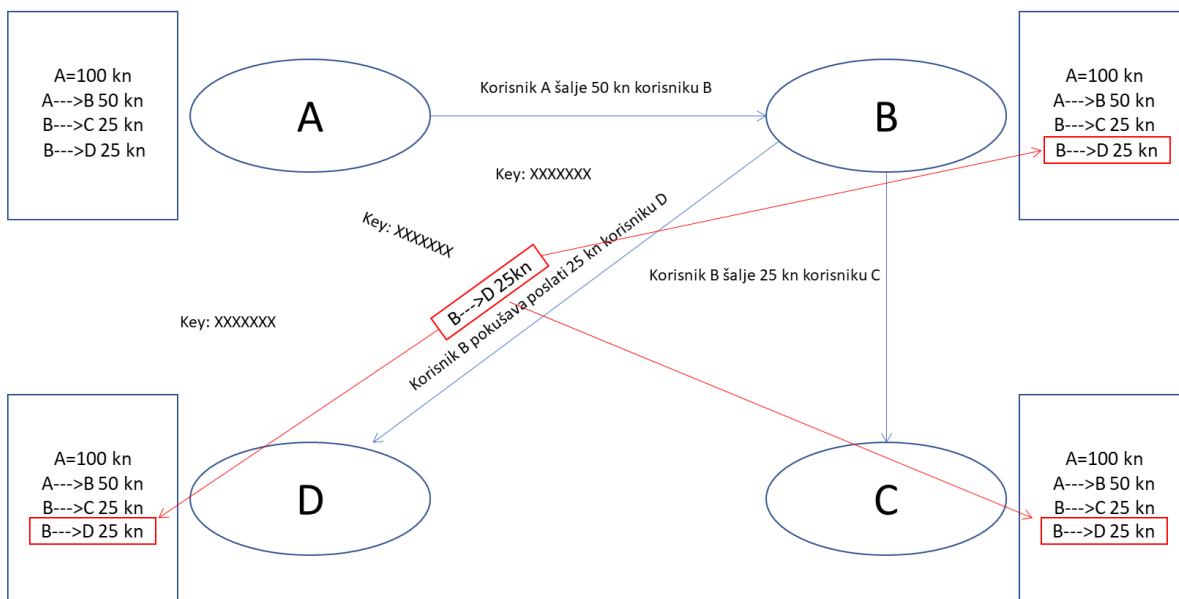 A=100 kn
A--->B 50 kn
B--->C 25 kn
B--->D 25 kn
A
Korisnik A šalje 50 kn korisniku B
B
A=100 kn
A--->B 50 kn
B--->C 25 kn
B--->D 25 kn
Key: XXXXXXX
Key: XXXXXXX
Key: XXXXXXX
B--->D 25kn
Korisnik B pokušava poslati 25 kn korisniku D
Korisnik B šalje 25 kn korisniku C
A=100 kn
A--->B 50 kn
B--->C 25 kn
B--->D 25 kn
D
C
A=100 kn
A--->B 50 kn
B--->C 25 kn
B--->D 25 kn